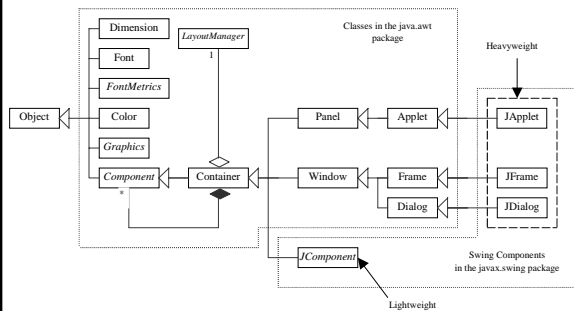 Dimension
Font
FontMetrics
Object
Color
Graphics
Component
*
LayoutManager
1
Container
Classes in the java.awt
package
Panel
Applet
Window
Frame
Dialog
JComponent
Heavyweight
JApplet
JFrame
JDialog
Swing Components
in the javax.swing package
Lightweight